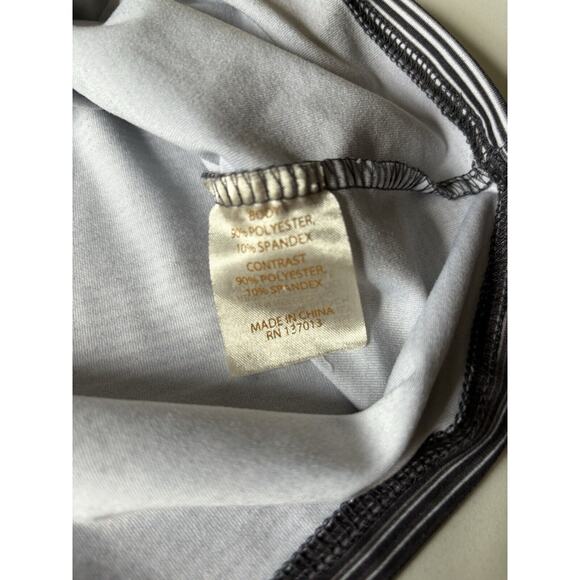 BODY
90% POLYESTER,
10% SPANDEX
CONTRAST
90% POLYESTER,
10% SPANDEX
MADE IN CHINA
RN 137013